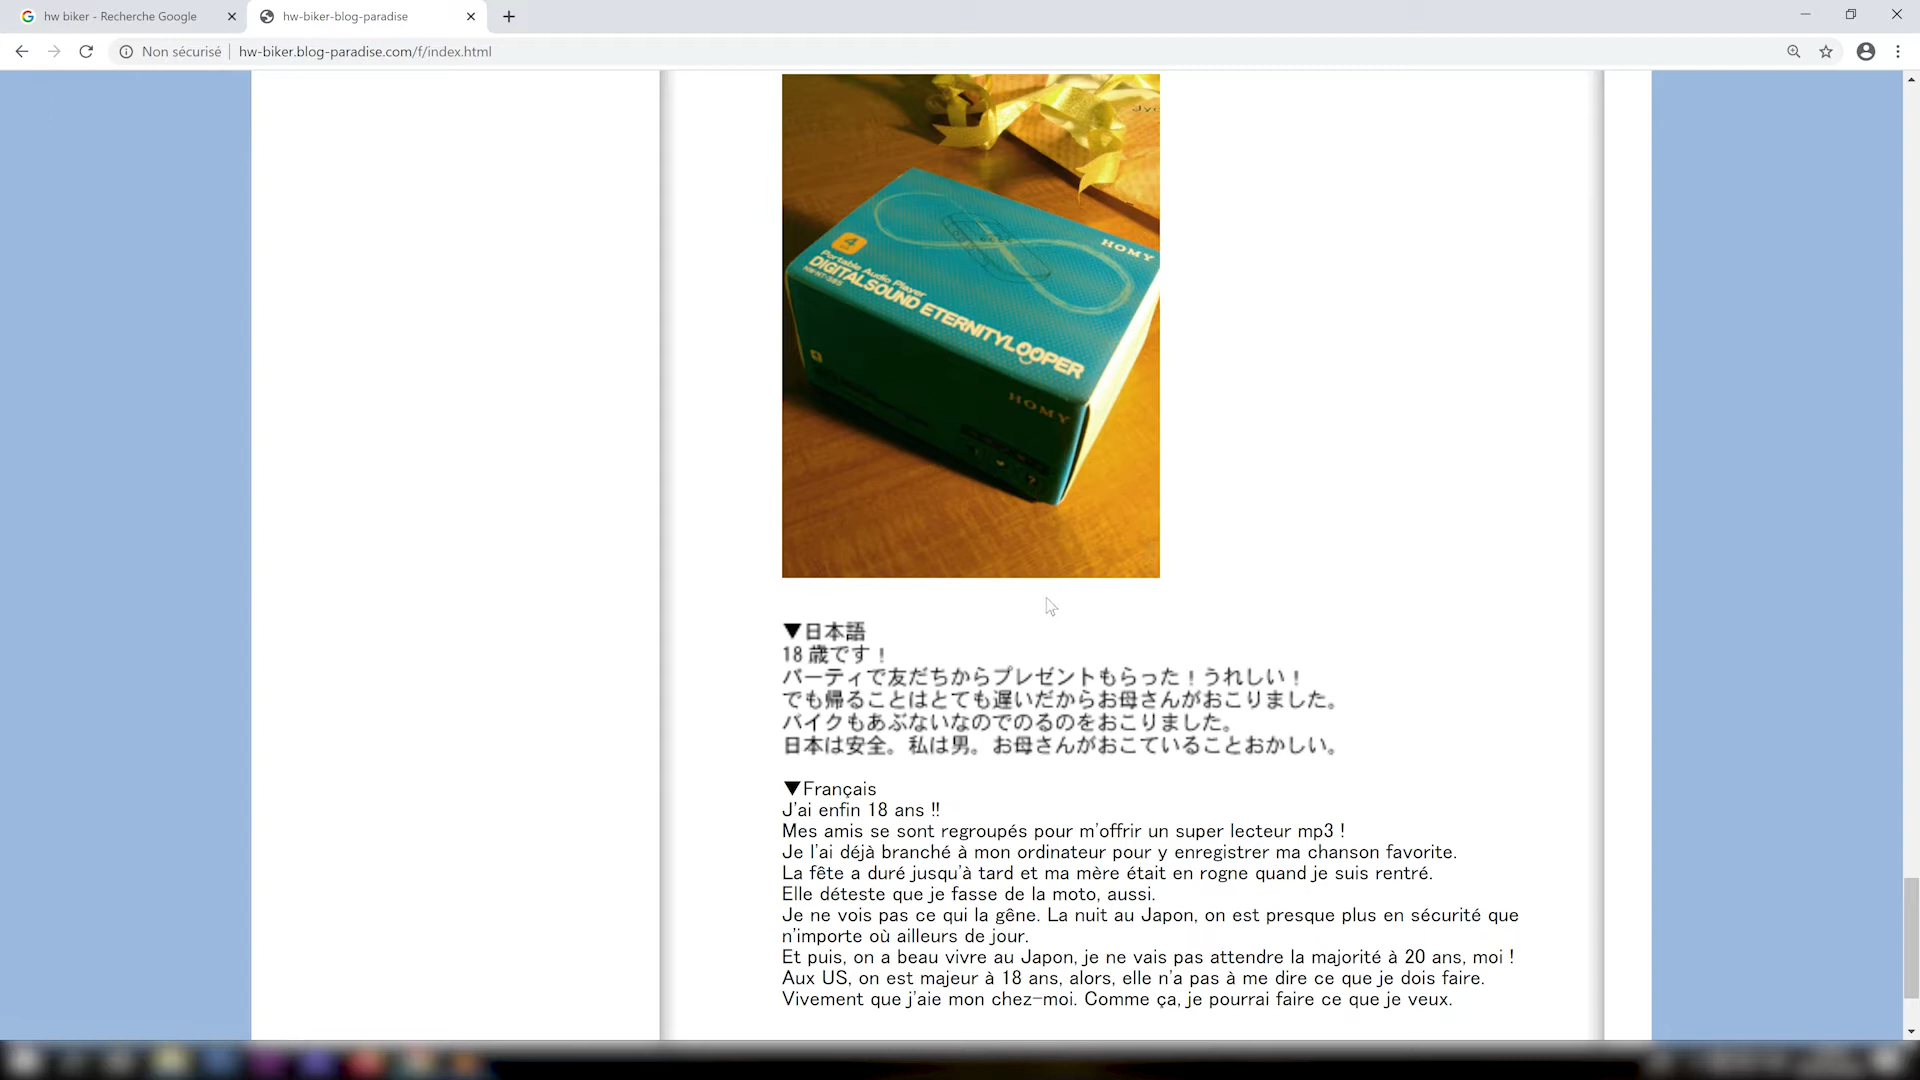 hw biker - Recherche Google
hw-biker-blog-paradise
Non sécurisé
hw-biker.blog-paradise.com/f/index.html
HOMY
4
Portable Audio Player
DIGITALSOUND ETERNITYLOOPER
HOMY
▼日本語
18歳です！
パーティで友だちからプレゼントもらった！うれしい！
でも帰ることはとても遅いだからお母さんがおこりました。
バイクもあぶないなのでのるのをおこりました。
日本は安全。私は男。お母さんがおこていることおかしい。
▼Français
J'ai enfin 18 ans !!
Mes amis se sont regroupés pour m'offrir un super lecteur mp3 !
Je l'ai déjà branché à mon ordinateur pour y enregistrer ma chanson favorite.
La fête a duré jusqu'à tard et ma mère était en rogne quand je suis rentré.
Elle déteste que je fasse de la moto, aussi.
Je ne vois pas ce qui la gêne. La nuit au Japon, on est presque plus en sécurité que
n'importe où ailleurs de jour.
Et puis, on a beau vivre au Japon, je ne vais pas attendre la majorité à 20 ans, moi !
Aux US, on est majeur à 18 ans, alors, elle n'a pas à me dire ce que je dois faire.
Vivement que j'aie mon chez-moi. Comme ça, je pourrai faire ce que je veux.